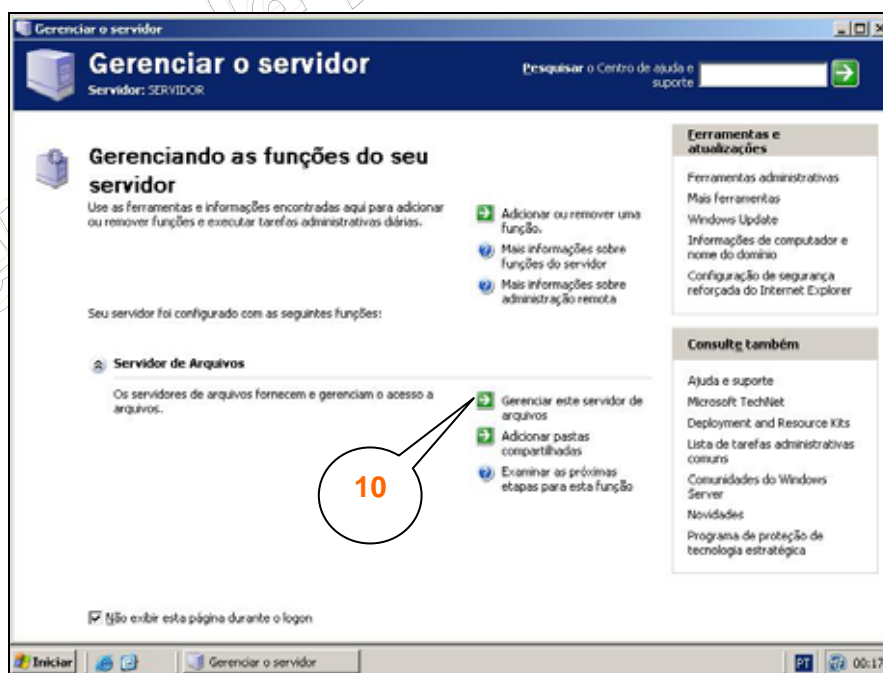 Gerenciar o servidor
Gerenciar o servidor
Servidor: SERVIDOR
Pesquisar o Centro de ajuda e
suporte
Gerenciando as funções do seu
servidor
Use as ferramentas e informações encontradas aqui para adicionar
ou remover funções e executar tarefas administrativas diárias.
Adicionar ou remover uma
função.
Mais informações sobre
funções do servidor
Mais informações sobre
administração remota
Seu servidor foi configurado com as seguintes funções:
Servidor de Arquivos
Os servidores de arquivos fornecem e gerenciam o acesso a
arquivos.
Gerenciar este servidor de
arquivos
Adicionar pastas
compartilhadas
Examinar as próximas
etapas para esta função
10
Ferramentas e
atualizações
Ferramentas administrativas
Mais ferramentas
Windows Update
Informações de computador e
nome do domínio
Configuração de segurança
reforçada do Internet Explorer
Consulte também
Ajuda e suporte
Microsoft TechNet
Deployment and Resource Kits
Lista de tarefas administrativas
comuns
Comunidades do Windows
Server
Novidades
Programa de proteção de
tecnologia estratégica
Não exibir esta página durante o logon
Iniciar
Gerenciar o servidor
PT
00:17